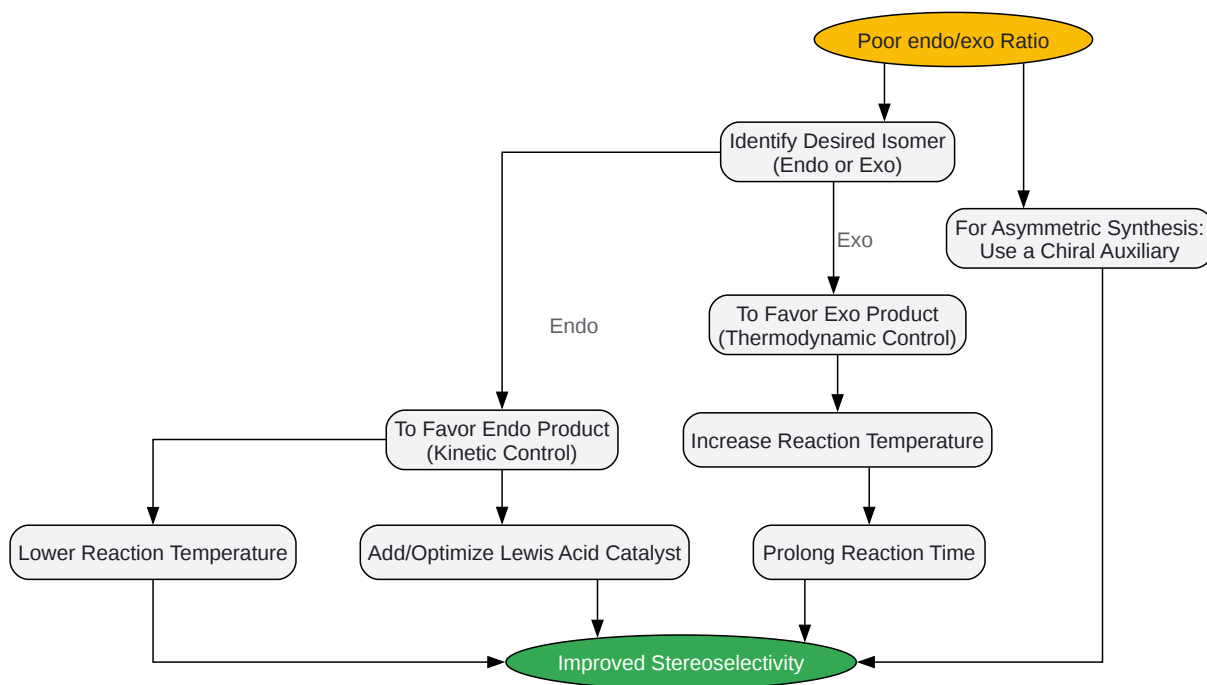 Poor endo/exo Ratio
Identify Desired Isomer
(Endo or Exo)
For Asymmetric Synthesis:
Use a Chiral Auxiliary
Exo
Endo
To Favor Exo Product
(Thermodynamic Control)
To Favor Endo Product
(Kinetic Control)
Increase Reaction Temperature
Lower Reaction Temperature
Add/Optimize Lewis Acid Catalyst
Prolong Reaction Time
Improved Stereoselectivity